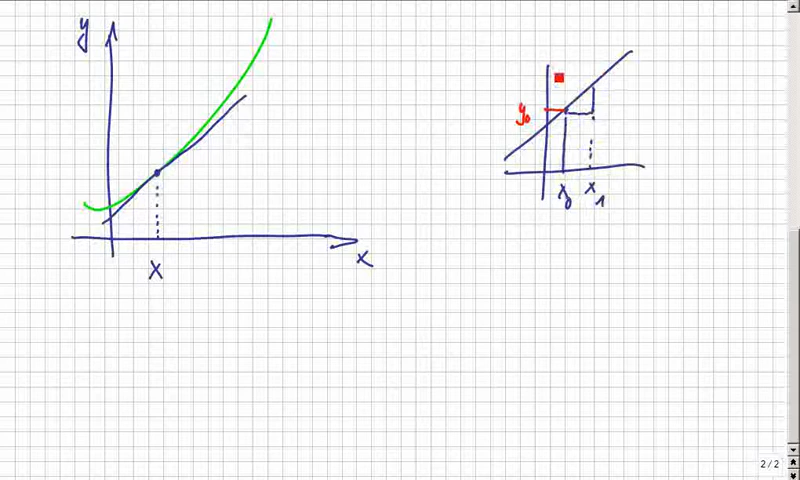 y
x
x
y₀
x₀ x₁
2/2